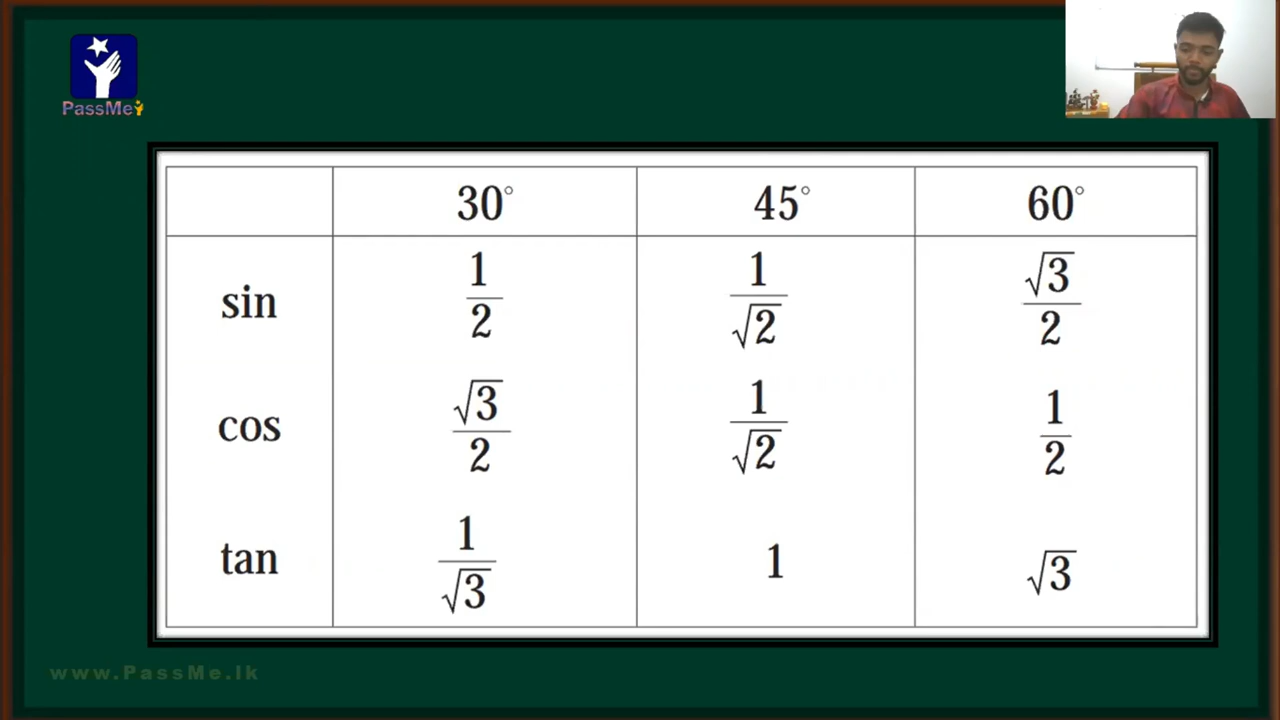 PassMe
30° 45° 60°
sin 1/2 1/√2 √3/2
cos √3/2 1/√2 1/2
tan 1/√3 1 √3
www.PassMe.lk